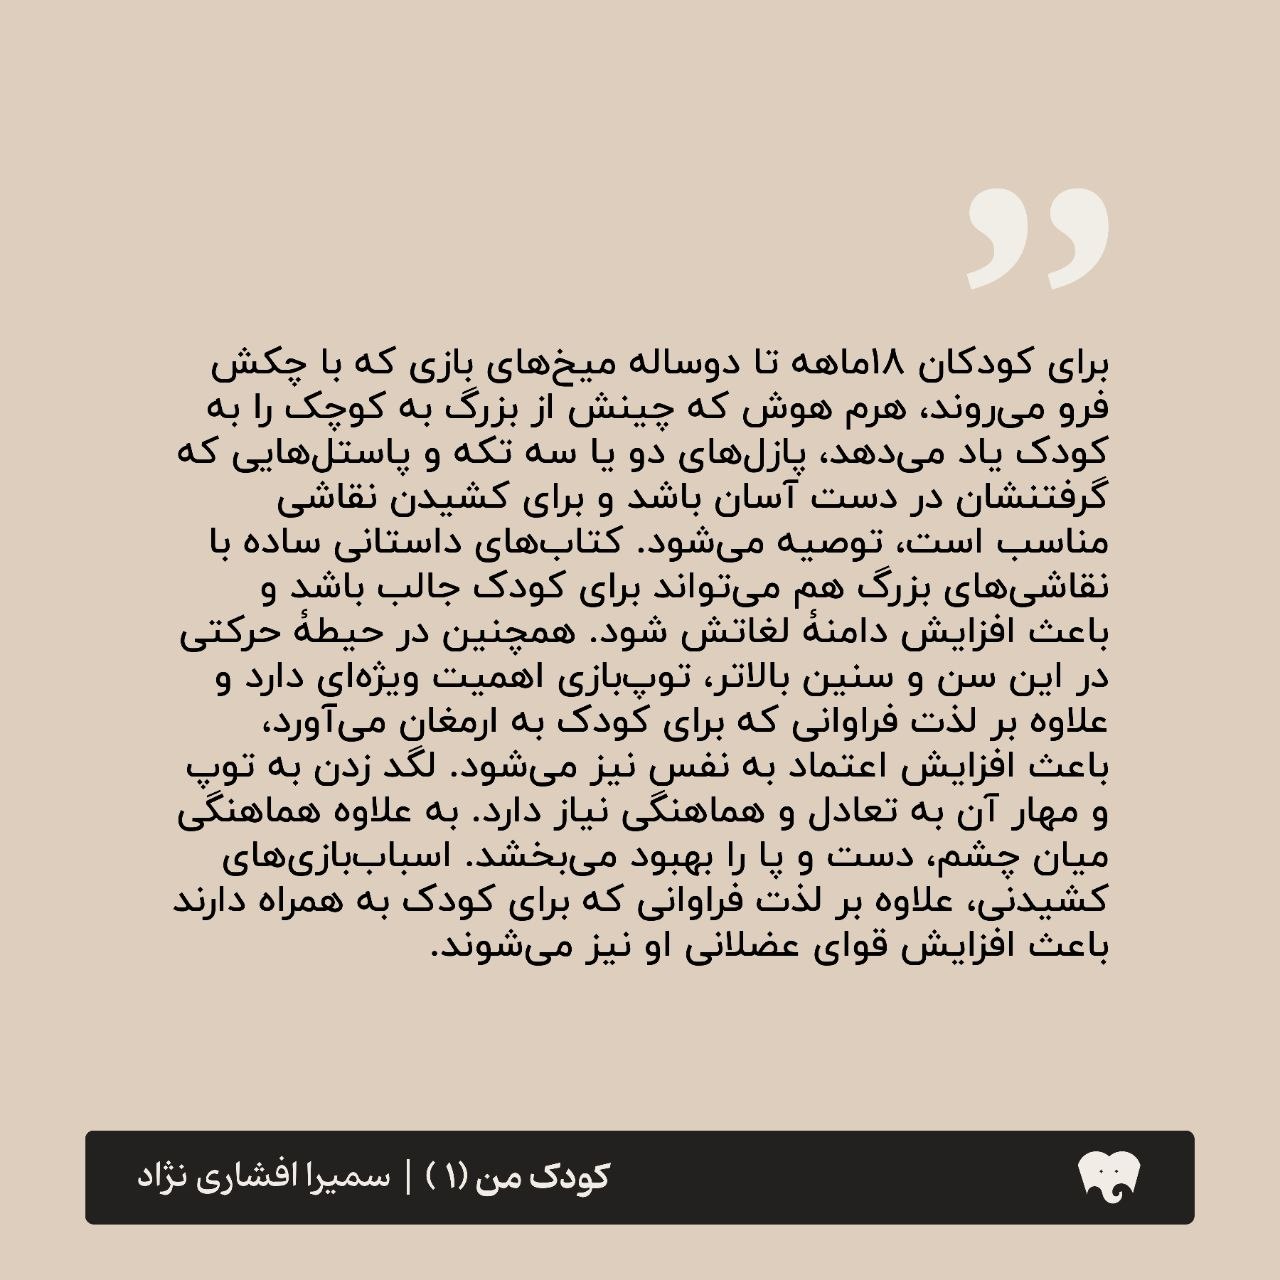 برای کودکان ۱۸ماهه تا دوساله میخ‌های بازی که با چکش
فرو می‌روند، هرم هوش که چینش از بزرگ به کوچک را به
کودک یاد می‌دهد، پازل‌های دو یا سه تکه و پاستل‌هایی که
گرفتنشان در دست آسان باشد و برای کشیدن نقاشی
مناسب است، توصیه می‌شود. کتاب‌های داستانی ساده با
نقاشی‌های بزرگ هم می‌تواند برای کودک جالب باشد و
باعث افزایش دامنهٔ لغاتش شود. همچنین در حیطهٔ حرکتی
در این سن و سنین بالاتر، توپ‌بازی اهمیت ویژه‌ای دارد و
علاوه بر لذت فراوانی که برای کودک به ارمغان می‌آورد،
باعث افزایش اعتماد به نفس نیز می‌شود. لگد زدن به توپ
و مهار آن به تعادل و هماهنگی نیاز دارد. به علاوه هماهنگی
میان چشم، دست و پا را بهبود می‌بخشد. اسباب‌بازی‌های
کشیدنی، علاوه بر لذت فراوانی که برای کودک به همراه دارند
باعث افزایش قوای عضلانی او نیز می‌شوند.
کودک من (۱ ) | سمیرا افشاری نژاد